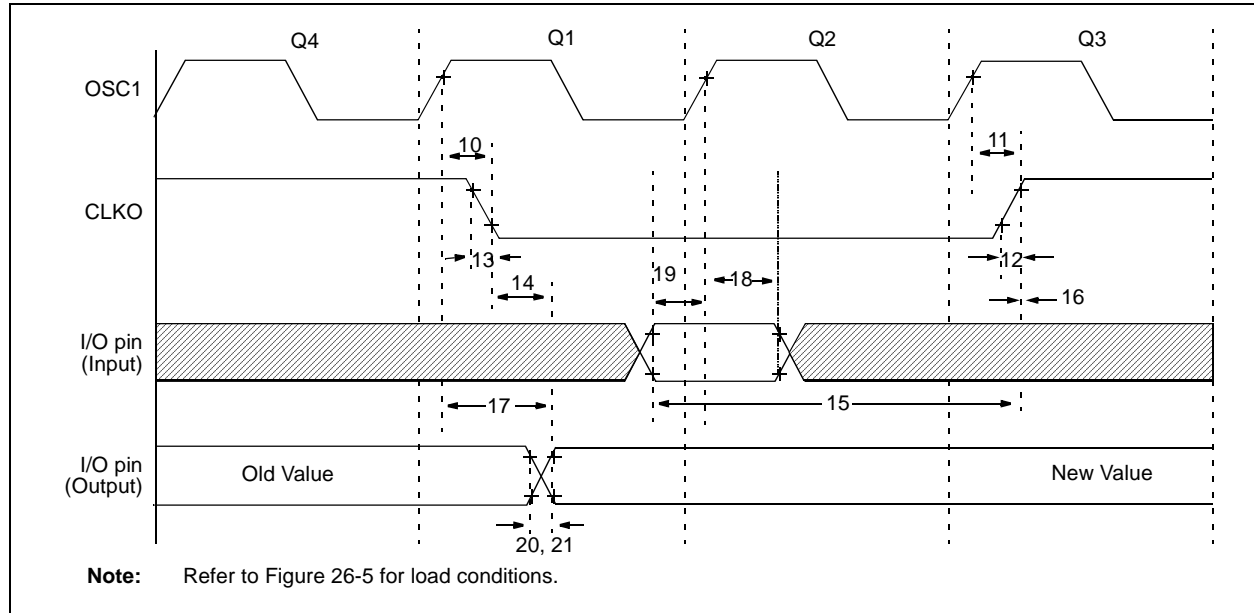 Q4 Q1 Q2 Q3
OSC1
10 11
CLKO
13 12
14 19 18 16
I/O pin
(Input)
17 15
I/O pin
(Output)
Old Value New Value
20, 21
Note: Refer to Figure 26-5 for load conditions.